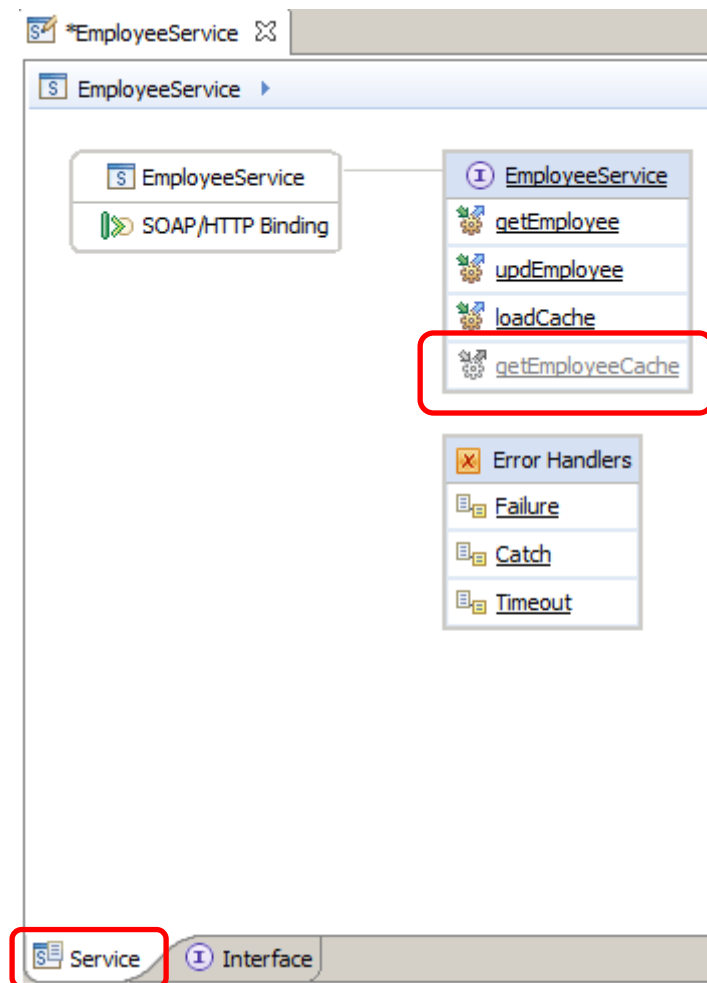 *EmployeeService
EmployeeService
EmployeeService
SOAP/HTTP Binding
EmployeeService
getEmployee
updEmployee
loadCache
getEmployeeCache
Error Handlers
Failure
Catch
Timeout
Service
Interface